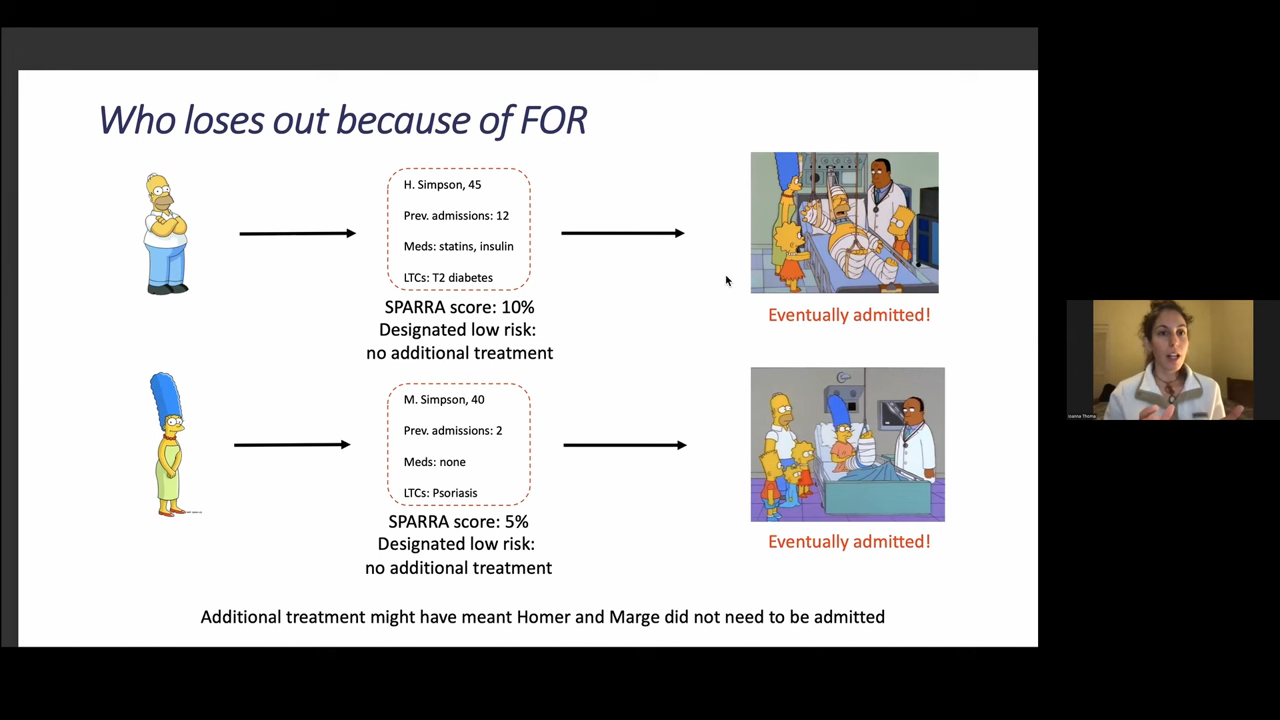 Who loses out because of FOR
H. Simpson, 45
Prev. admissions: 12
Meds: statins, insulin
LTCs: T2 diabetes
SPARRA score: 10%
Designated low risk:
no additional treatment
Eventually admitted!
M. Simpson, 40
Prev. admissions: 2
Meds: none
LTCs: Psoriasis
SPARRA score: 5%
Designated low risk:
no additional treatment
Eventually admitted!
Additional treatment might have meant Homer and Marge did not need to be admitted